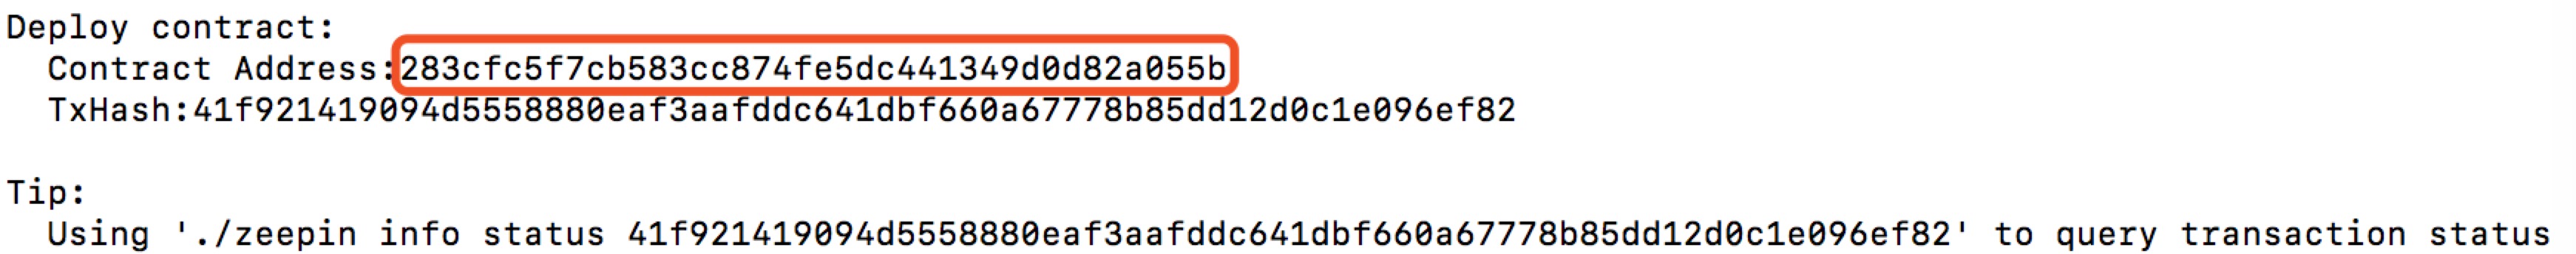 Deploy contract:
Contract Address:283cfc5f7cb583cc874fe5dc441349d0d82a055b
TxHash:41f921419094d5558880eaf3aafddc641dbf660a67778b85dd12d0c1e096ef82
Tip:
Using './zeepin info status 41f921419094d5558880eaf3aafddc641dbf660a67778b85dd12d0c1e096ef82' to query transaction status